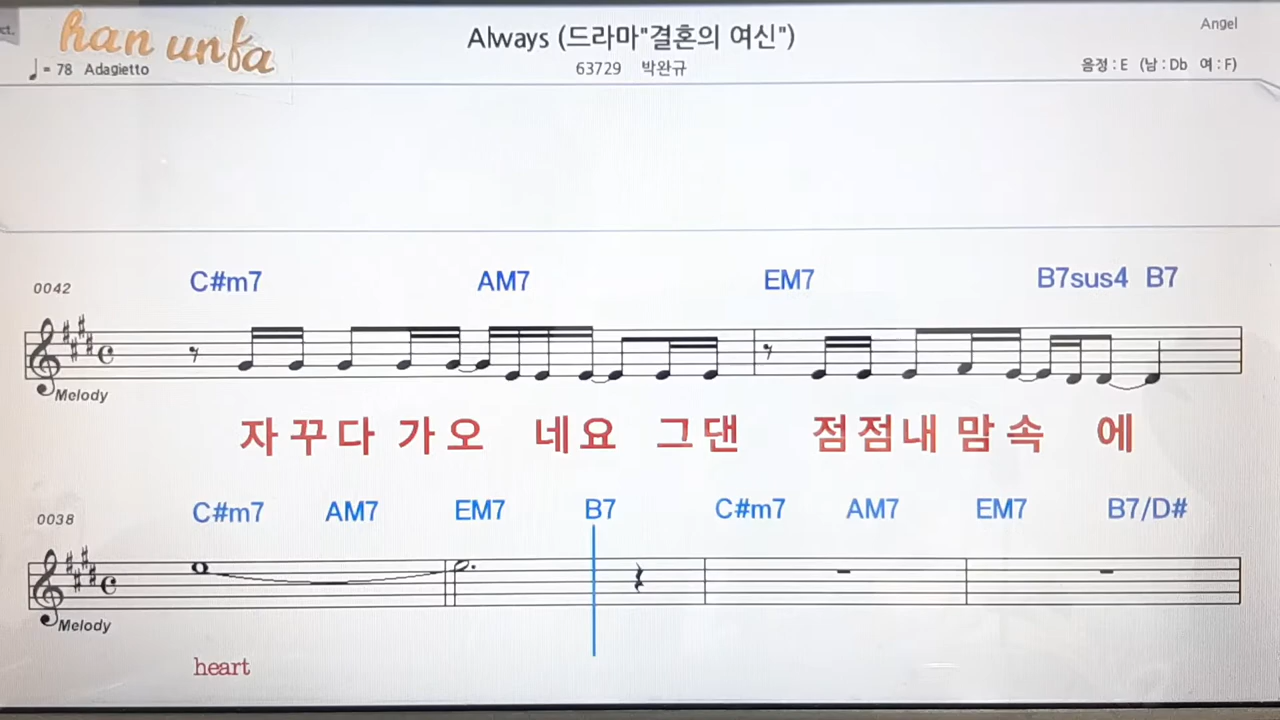 ct.
han unfa
♩= 78 Adagietto
Always (드라마"결혼의 여신")
63729 박완규
Angel
음정 : E (남 : Db 여 : F)
0042
C#m7 AM7 EM7 B7sus4 B7
Melody
자꾸다 가오 네요 그댄 점점내 맘속 에
0038
C#m7 AM7 EM7 B7 C#m7 AM7 EM7 B7/D#
Melody
heart